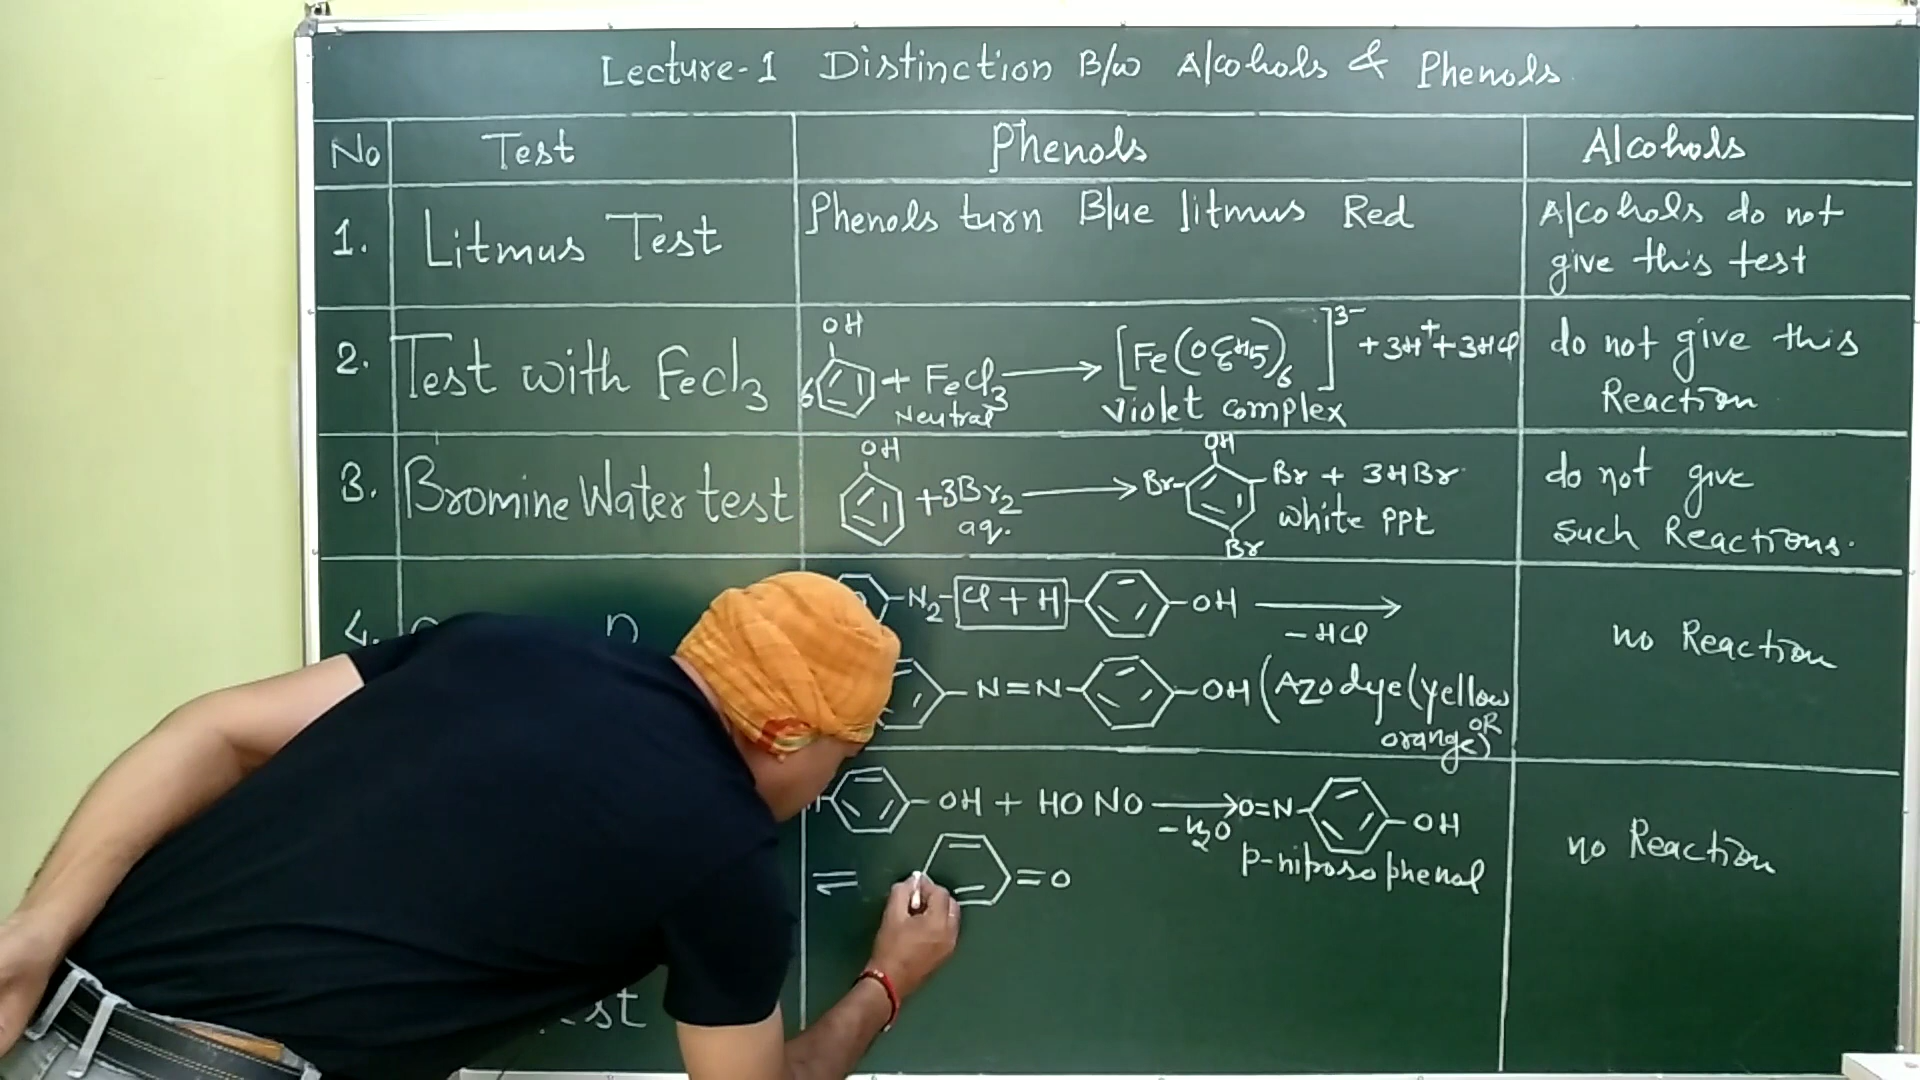 Lecture-1 Distinction B/w Alcohols & Phenols
No Test Phenols Alcohols
1. Litmus Test Phenols turn Blue litmus Red Alcohols do not
give this test
2. Test with FeCl3
OH
6 + FeCl3 → [Fe(OC6H5)6]3- + 3H+ + 3HCl
Neutral violet complex
do not give this
Reaction
3. Bromine Water test
OH
+ 3Br2 →
aq.
OH
Br- -Br + 3HBr
white ppt
Br
do not give
such Reactions.
4.
-N2-Cl + H- -OH →
-HCl
-N=N- -OH (Azodye (yellow
OR
orange)
no Reaction
-OH + HO NO → O=N- -OH
-H2O
p-nitroso phenol
⇌ =O
no Reaction